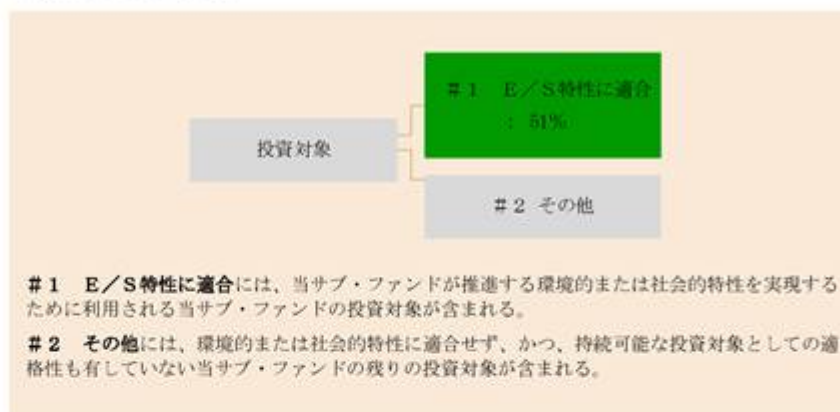 ＃１　Ｅ／Ｓ特性に適合
： 51％
投資対象
＃２ その他
＃１　Ｅ／Ｓ特性に適合には、当サブ・ファンドが推進する環境的または社会的特性を実現する
ために利用される当サブ・ファンドの投資対象が含まれる。
＃２　その他には、環境的または社会的特性に適合せず、かつ、持続可能な投資対象としての適
格性も有していない当サブ・ファンドの残りの投資対象が含まれる。